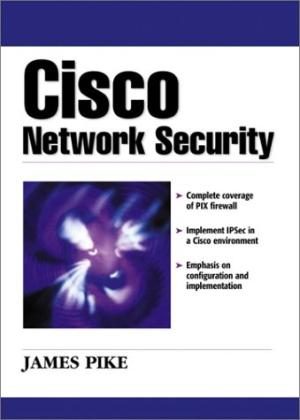 Cisco
Network Security
➤ Complete coverage
of PIX firewall
➤ Implement IPSec in
a Cisco environment
➤ Emphasis on
configuration and
implementation
JAMES PIKE